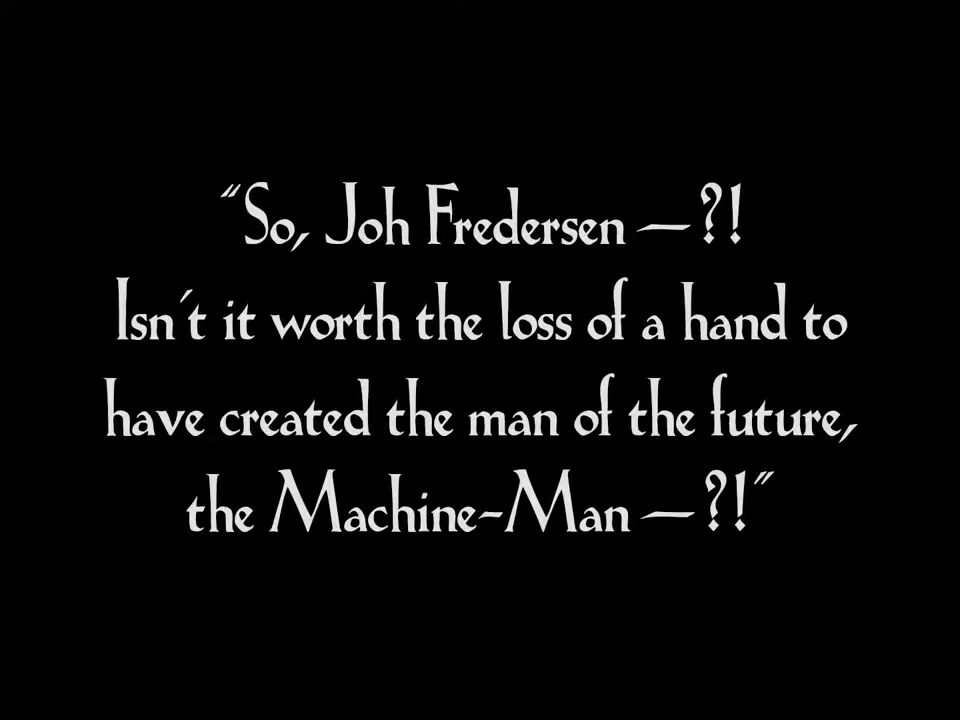 "So, Joh Fredersen —?!
Isn't it worth the loss of a hand to
have created the man of the future,
the Machine-Man —?!"